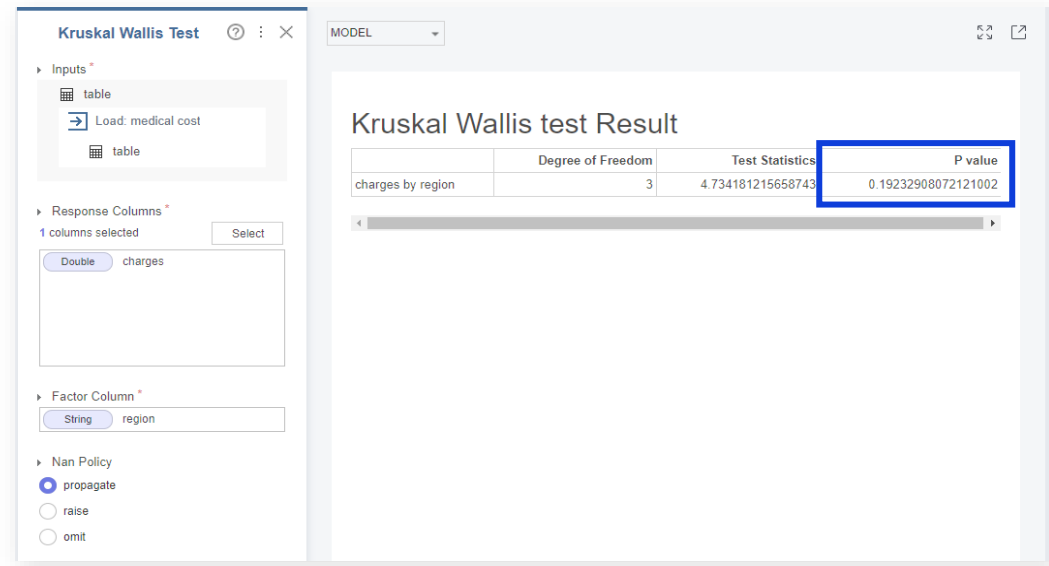 Kruskal Wallis Test
Inputs *
table
Load: medical cost
table
Response Columns *
1 columns selected
Select
Double charges
Factor Column *
String region
Nan Policy
propagate
raise
omit
MODEL
Kruskal Wallis test Result
Degree of Freedom Test Statistics P value
charges by region 3 4.734181215658743 0.19232908072121002